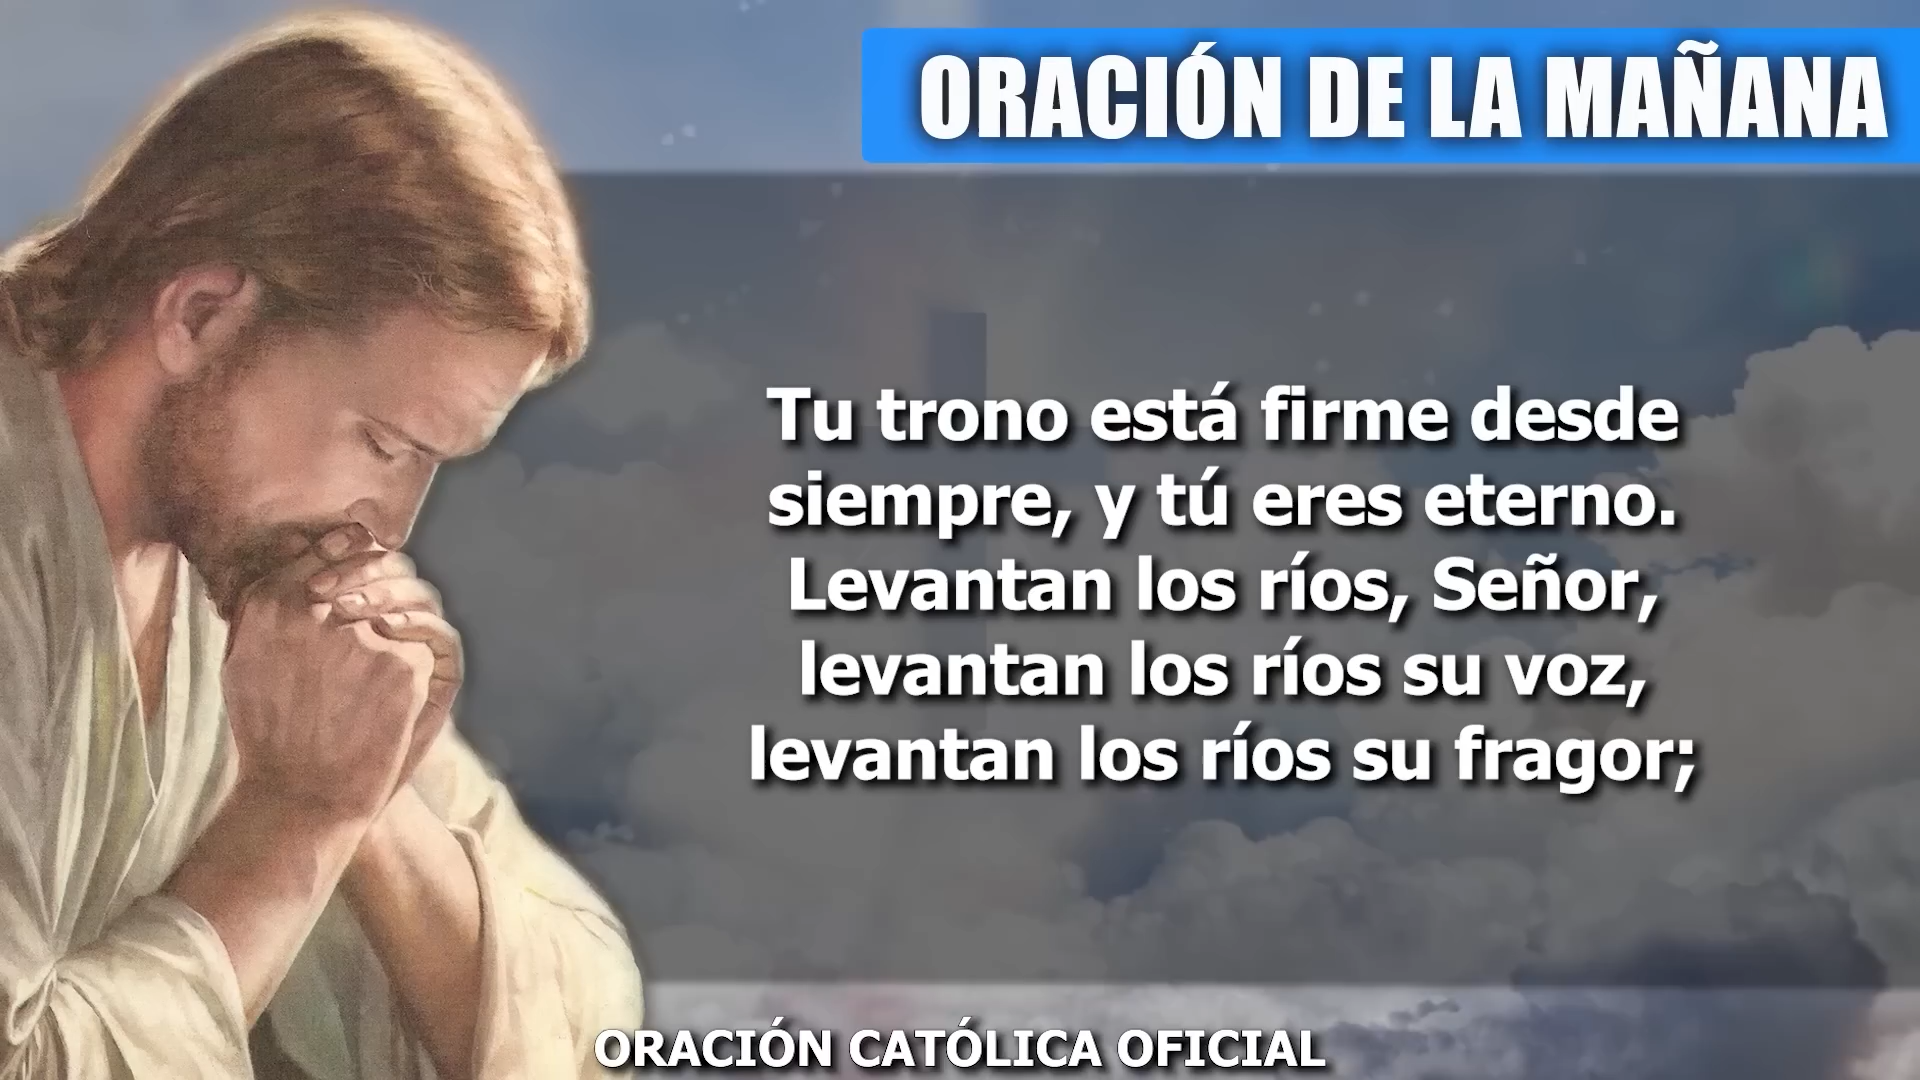 ORACIÓN DE LA MAÑANA
Tu trono está firme desde
siempre, y tú eres eterno.
Levantan los ríos, Señor,
levantan los ríos su voz,
levantan los ríos su fragor;
ORACIÓN CATÓLICA OFICIAL